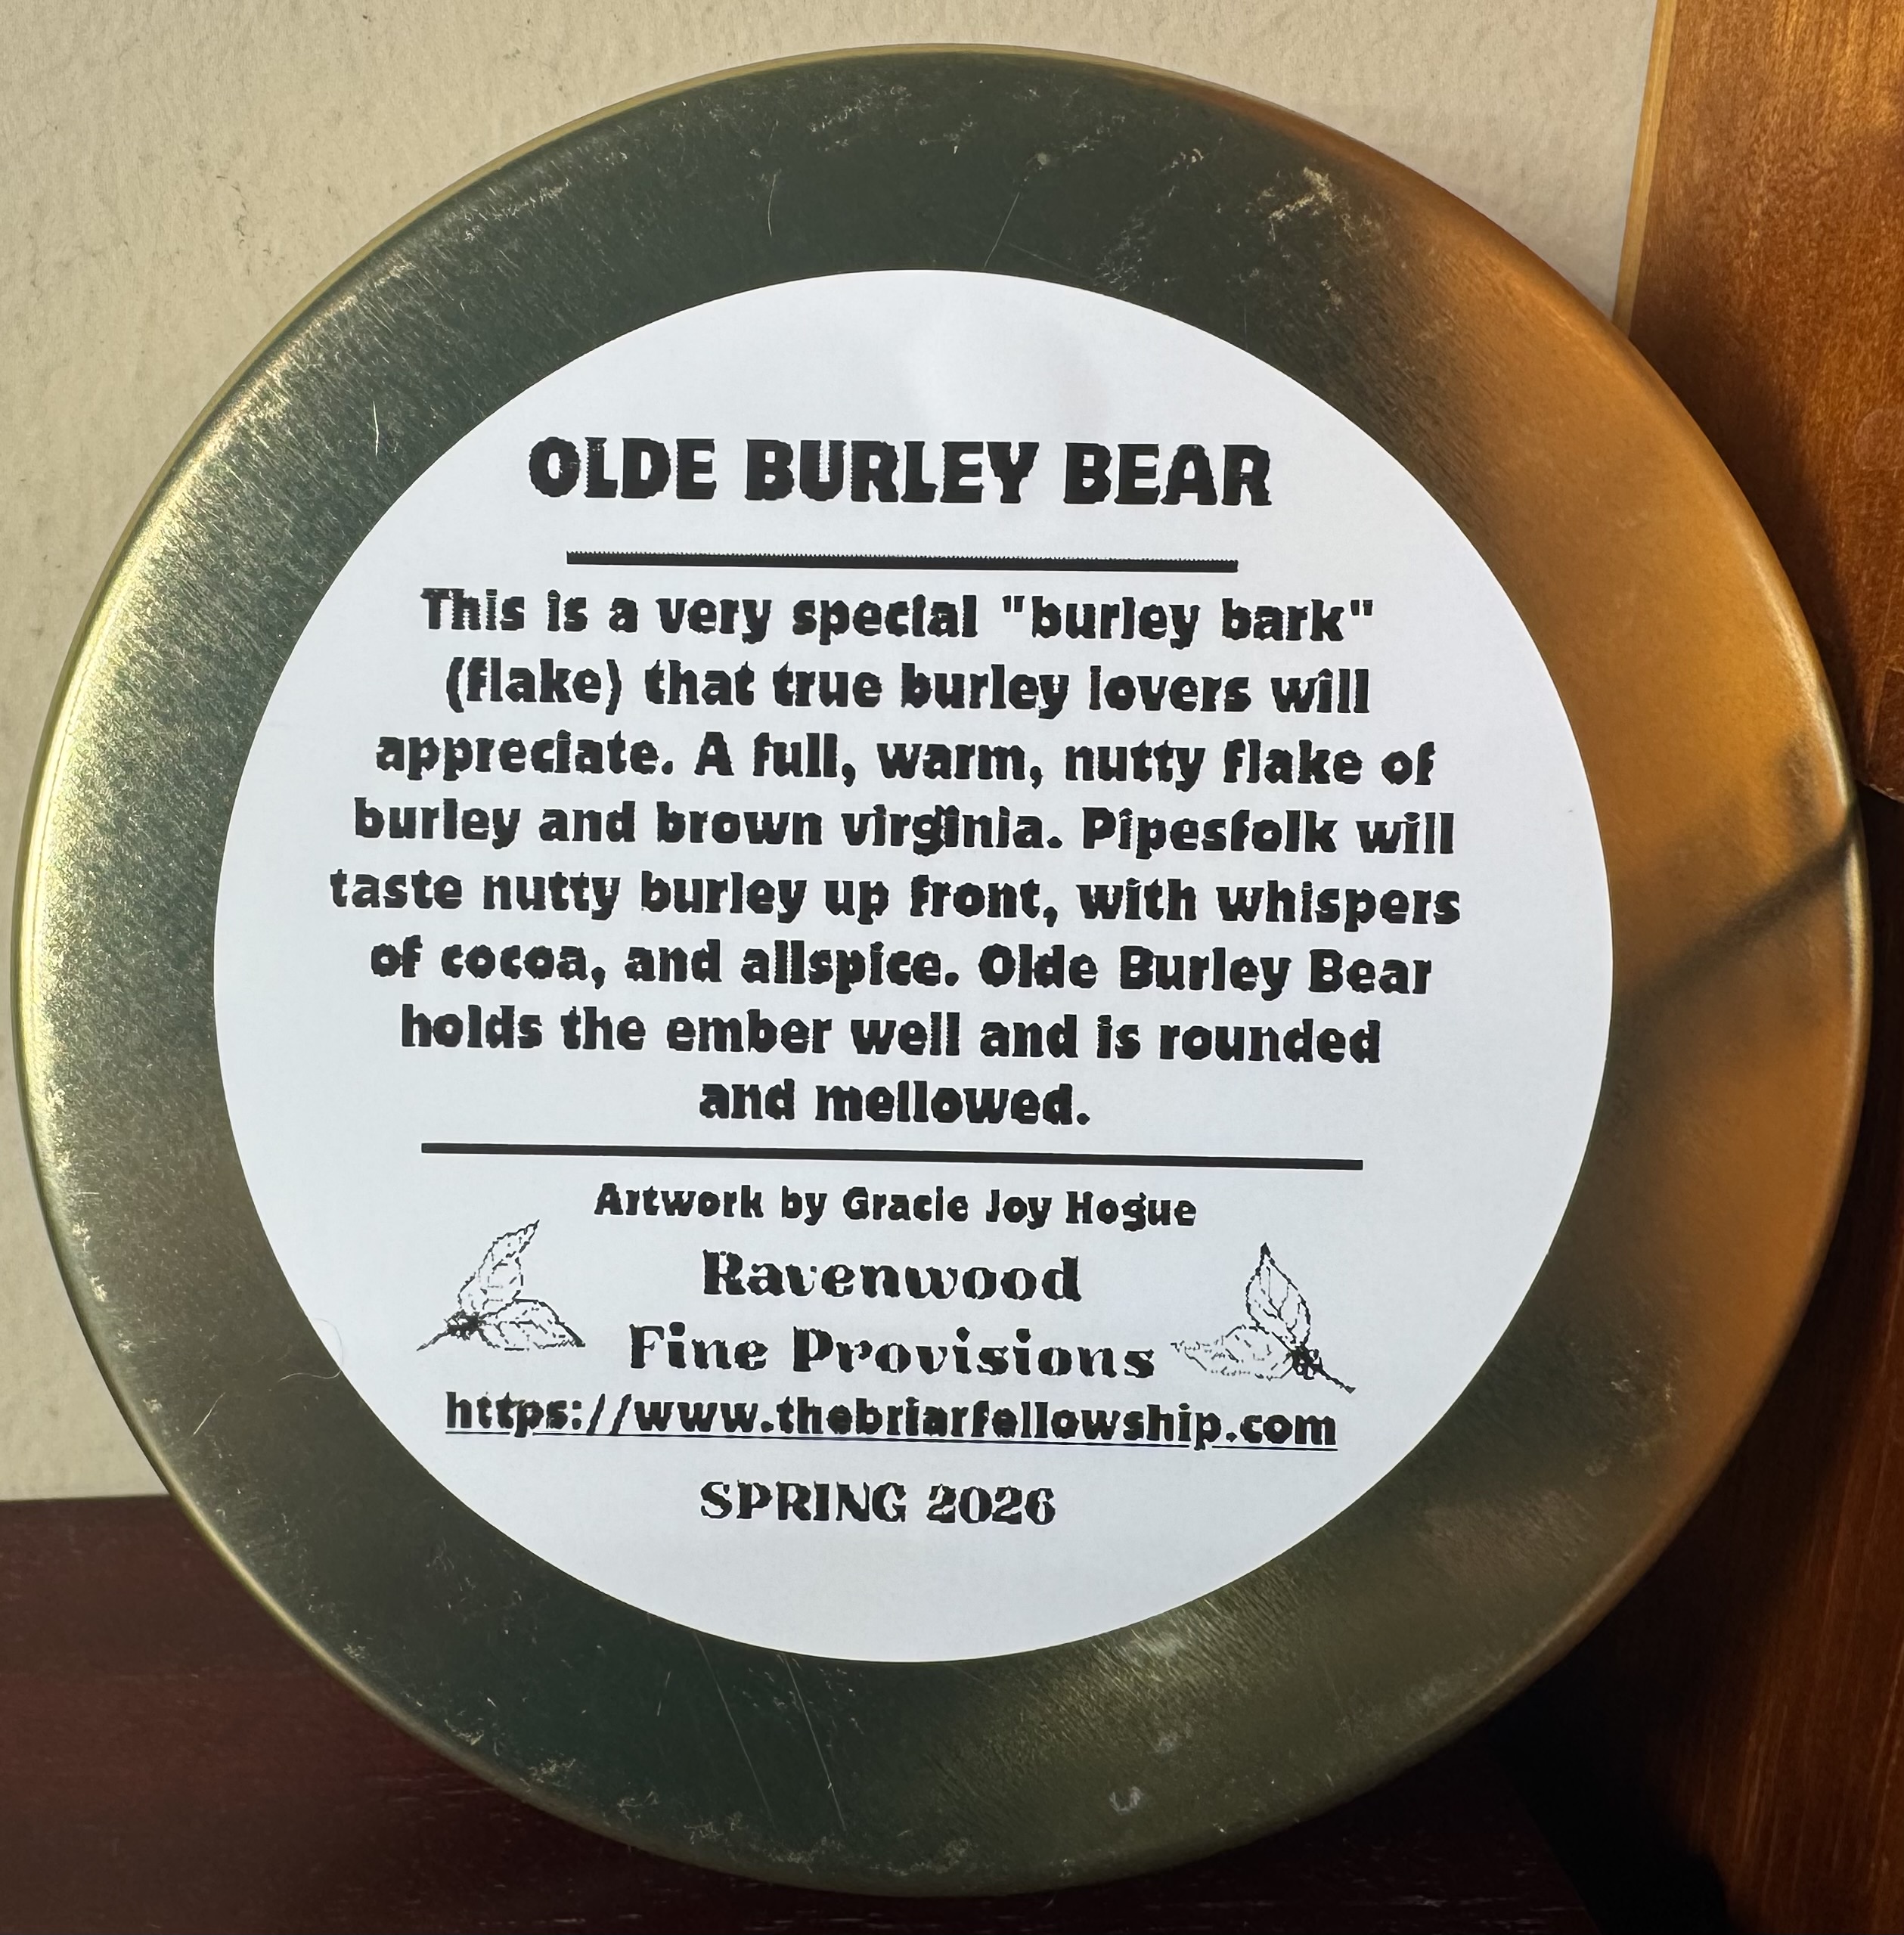 OLDE BURLEY BEAR
This is a very special "burley bark"
(flake) that true burley lovers will
appreciate. A full, warm, nutty flake of
burley and brown virginia. Pipesfolk will
taste nutty burley up front, with whispers
of cocoa, and allspice. Olde Burley Bear
holds the ember well and is rounded
and mellowed.
Artwork by Gracie Joy Hogue
Ravenwood
Fine Provisions
https://www.thebriarfellowship.com
SPRING 2026